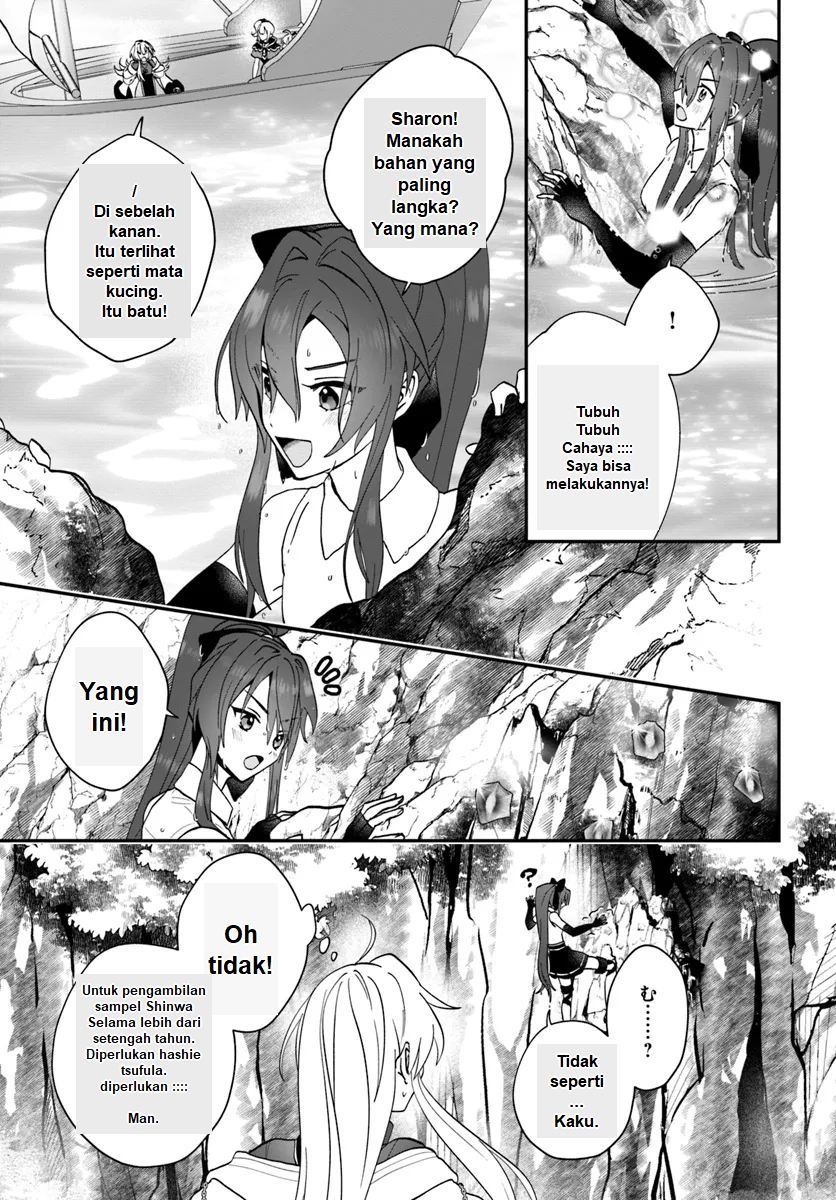 !
Tubuh
Tubuh
Cahaya ::::
Saya bisa
melakukannya!
Sharon!
Manakah
bahan yang
paling
langka?
Yang mana?
/
Di sebelah
kanan.
Itu terlihat
seperti mata
kucing.
Itu batu!
Yang
ini!
?
む……?
Tidak
seperti
...
Kaku.
Oh
tidak!
Untuk pengambilan
sampel Shinwa
Selama lebih dari
setengah tahun.
Diperlukan hashie
tsufula.
diperlukan ::::
Man.